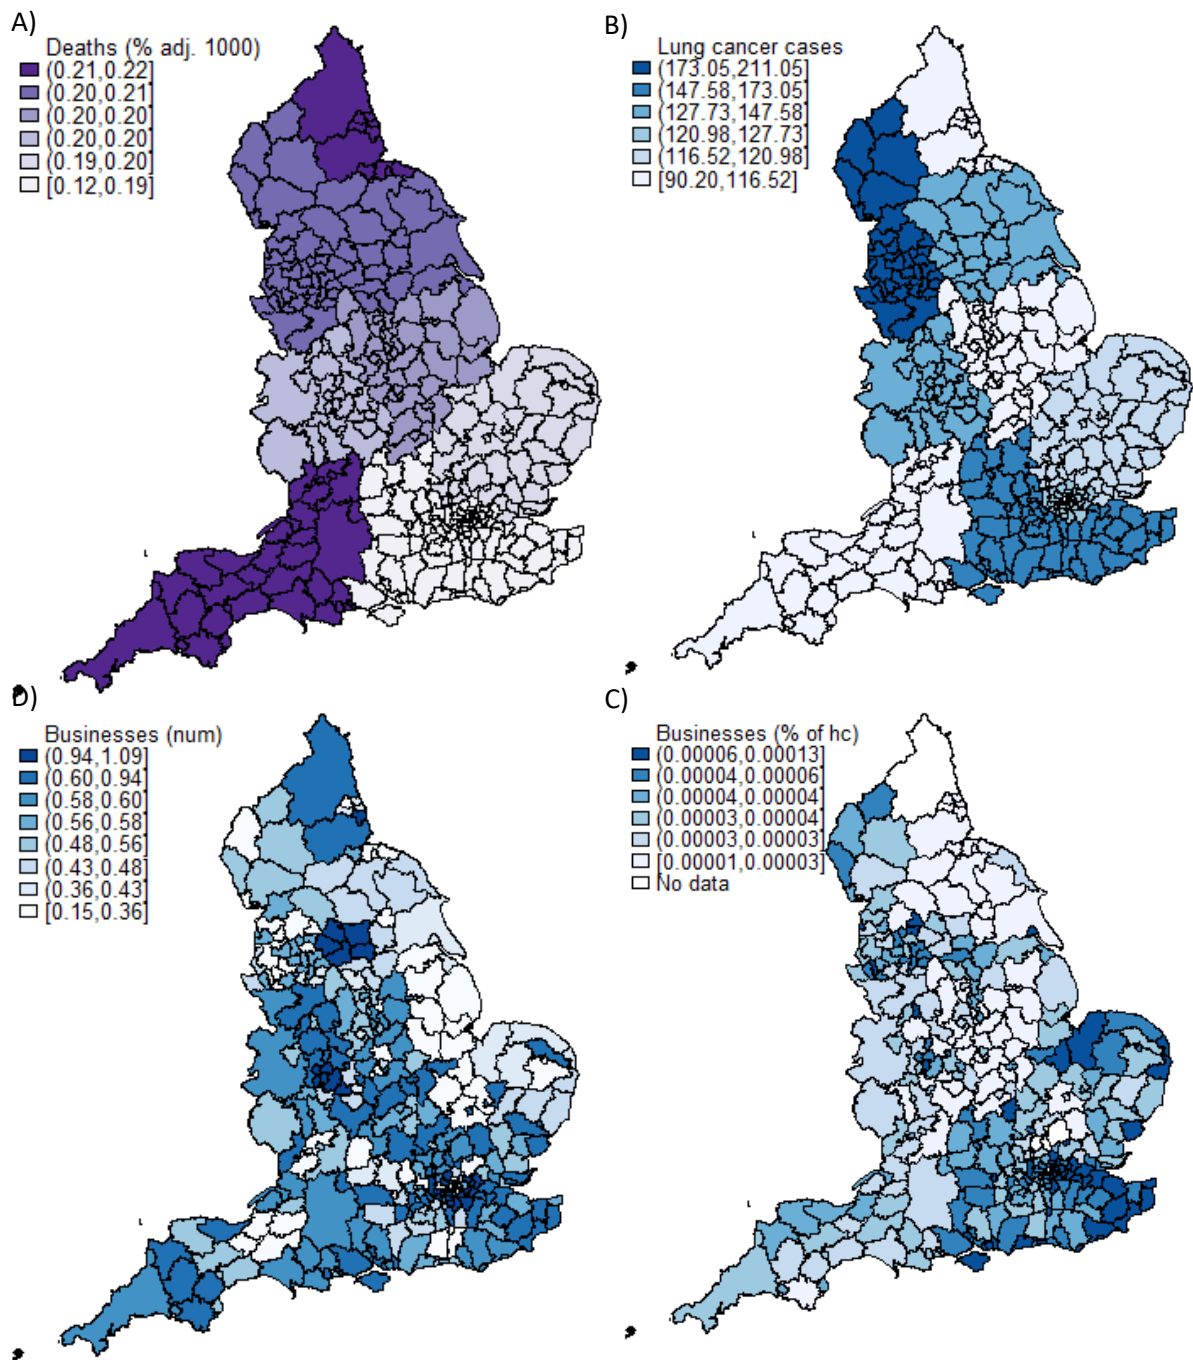 A)
Deaths (% adj. 1000)
(0.21,0.22]
(0.20,0.21]
(0.20,0.20]
(0.20,0.20]
(0.19,0.20]
[0.12,0.19]
B)
Lung cancer cases
(173.05,211.05]
(147.58,173.05]
(127.73,147.58]
(120.98,127.73]
(116.52,120.98]
[90.20,116.52]
D)
Businesses (num)
(0.94,1.09]
(0.60,0.94]
(0.58,0.60]
(0.56,0.58]
(0.48,0.56]
(0.43,0.48]
(0.36,0.43]
[0.15,0.36]
C)
Businesses (% of hc)
(0.00006,0.00013]
(0.00004,0.00006]
(0.00004,0.00004]
(0.00003,0.00004]
(0.00003,0.00003]
[0.00001,0.00003]
No data